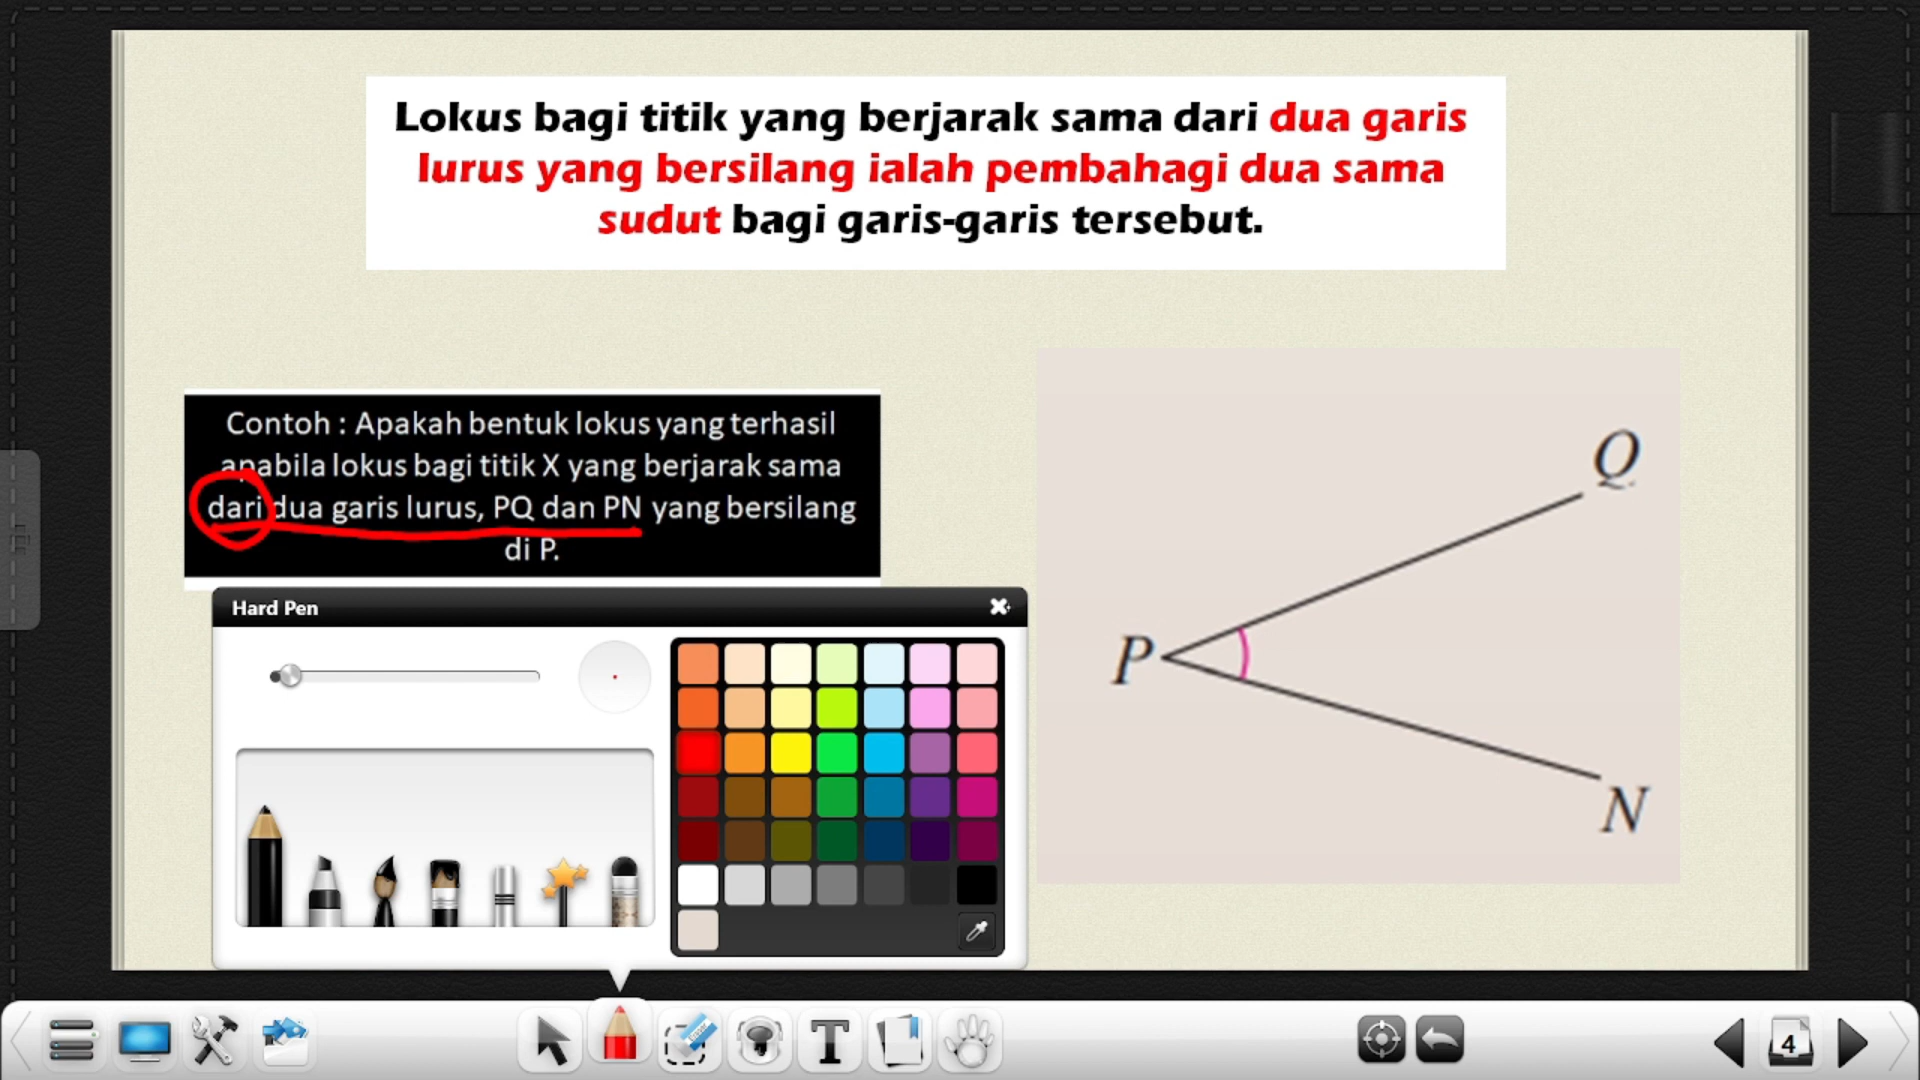 Lokus bagi titik yang berjarak sama dari dua garis
lurus yang bersilang ialah pembahagi dua sama
sudut bagi garis-garis tersebut.
Contoh : Apakah bentuk lokus yang terhasil
apabila lokus bagi titik X yang berjarak sama
dari dua garis lurus, PQ dan PN yang bersilang
di P.
Q
P
N
Hard Pen
T
4